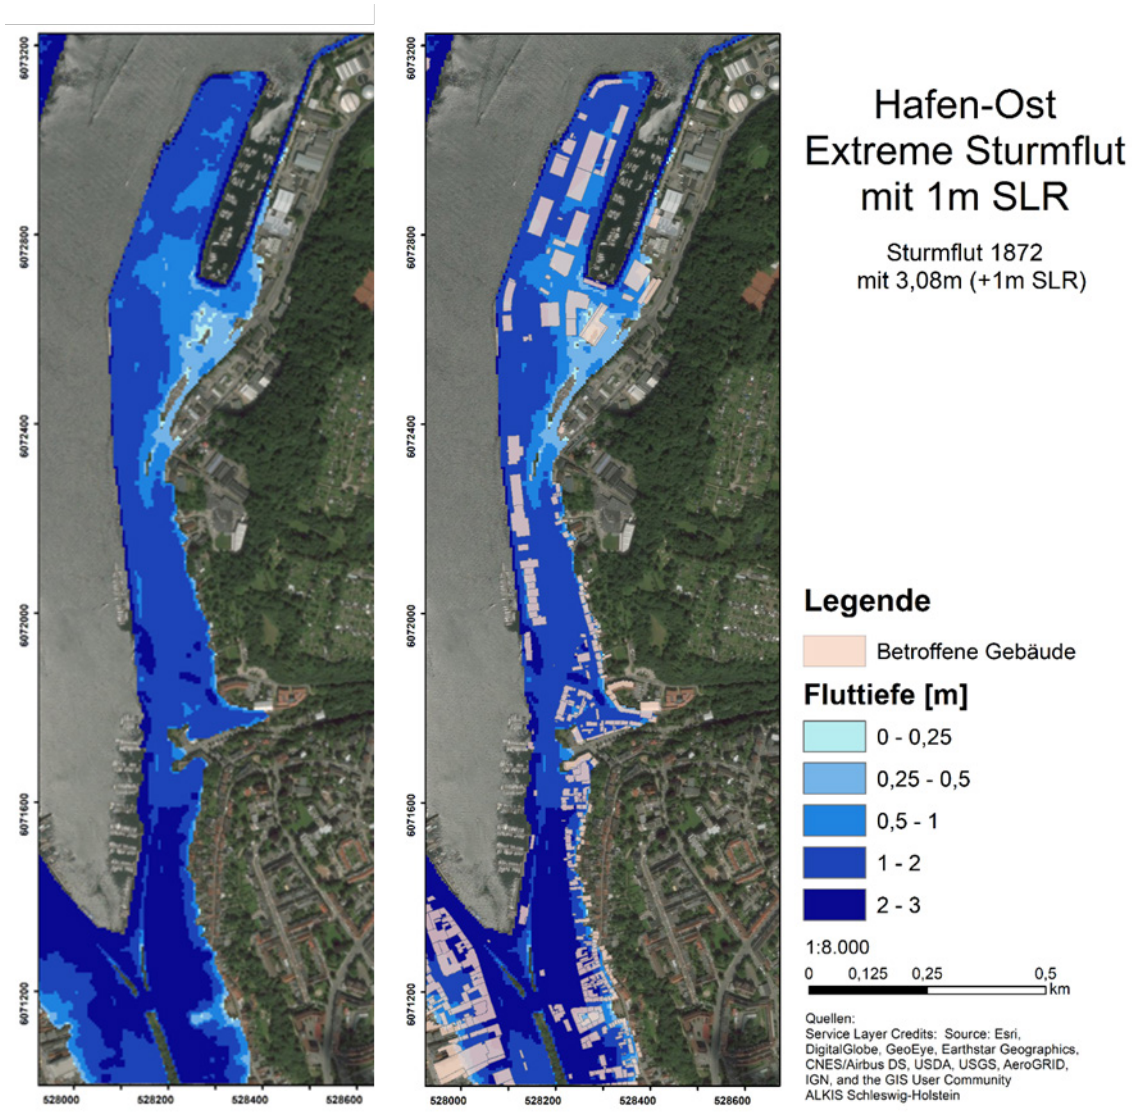 Hafen-Ost
Extreme Sturmflut
mit 1m SLR
Sturmflut 1872
mit 3,08m (+1m SLR)
6073200
6072800
6072400
6072000
6071600
6071200
528000
528200
528400
528600
6073200
6072800
6072400
6072000
6071600
6071200
528000
528200
528400
528600
Legende
Betroffene Gebäude
Fluttiefe [m]
0 - 0,25
0,25 - 0,5
0,5 - 1
1 - 2
2 - 3
1:8.000
0 0,125 0,25 0,5
km
Quellen:
Service Layer Credits: Source: Esri,
DigitalGlobe, GeoEye, Earthstar Geographics,
CNES/Airbus DS, USDA, USGS, AeroGRID,
IGN, and the GIS User Community
ALKIS Schleswig-Holstein